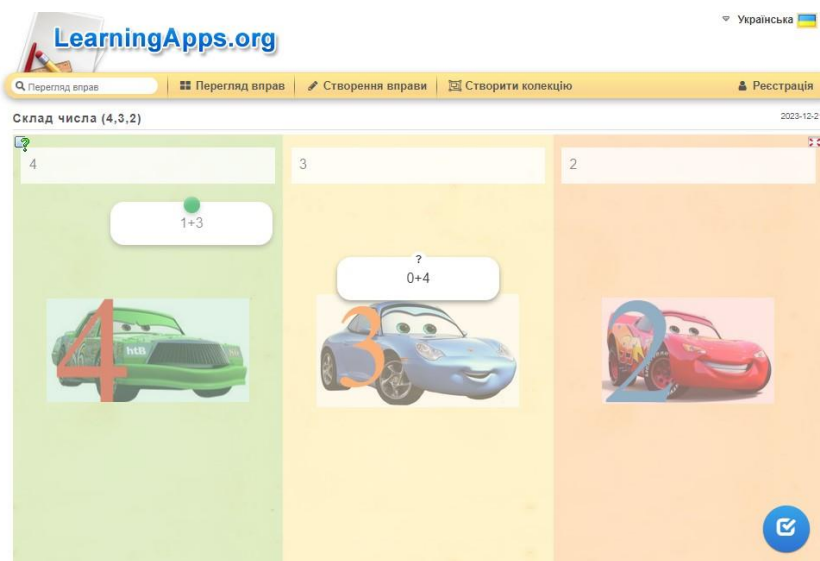 LearningApps.org
Українська
Перегляд вправ
Перегляд вправ
Створення вправи
Створити колекцію
Реєстрація
Склад числа (4,3,2)
2023-12-2
4
3
2
1+3
?
0+4
4
htB
3
2